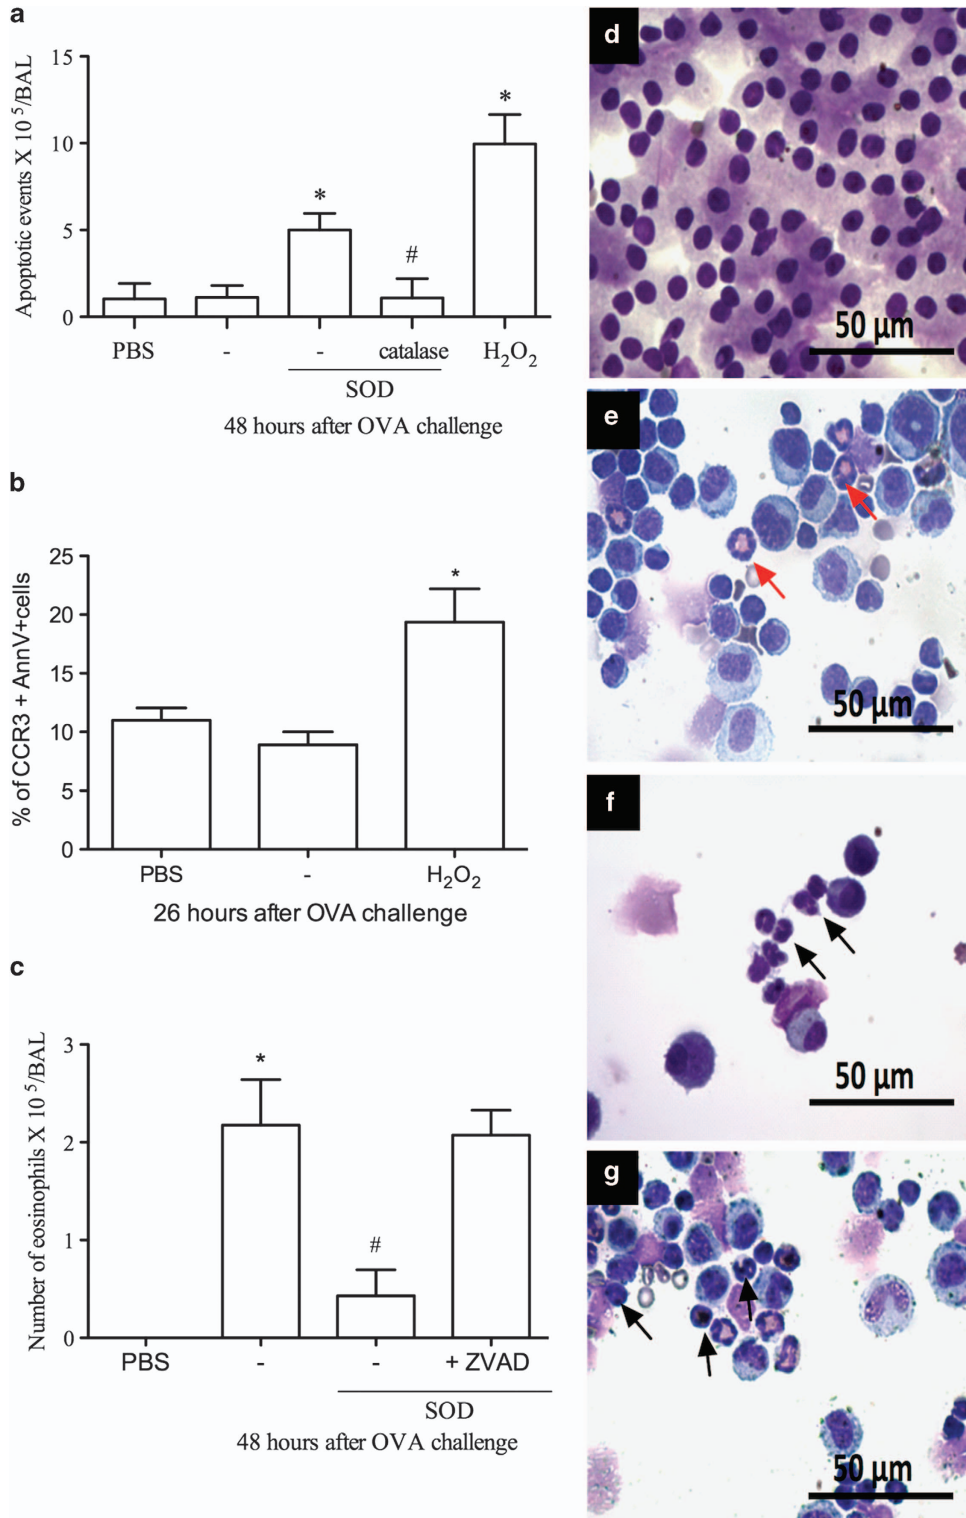 a
Apoptotic events X 10 5/BAL
15
10
5
0
*
#
*
PBS
-
-
catalase
H2O2
SOD
48 hours after OVA challenge
b
% of CCR3 + AnnV+cells
25
20
15
10
5
0
*
PBS
-
H2O2
26 hours after OVA challenge
c
Number of eosinophils X 10 5/BAL
3
2
1
0
*
#
PBS
-
-
+ ZVAD
SOD
48 hours after OVA challenge
d
50 μm
e
50 μm
f
50 μm
g
50 μm